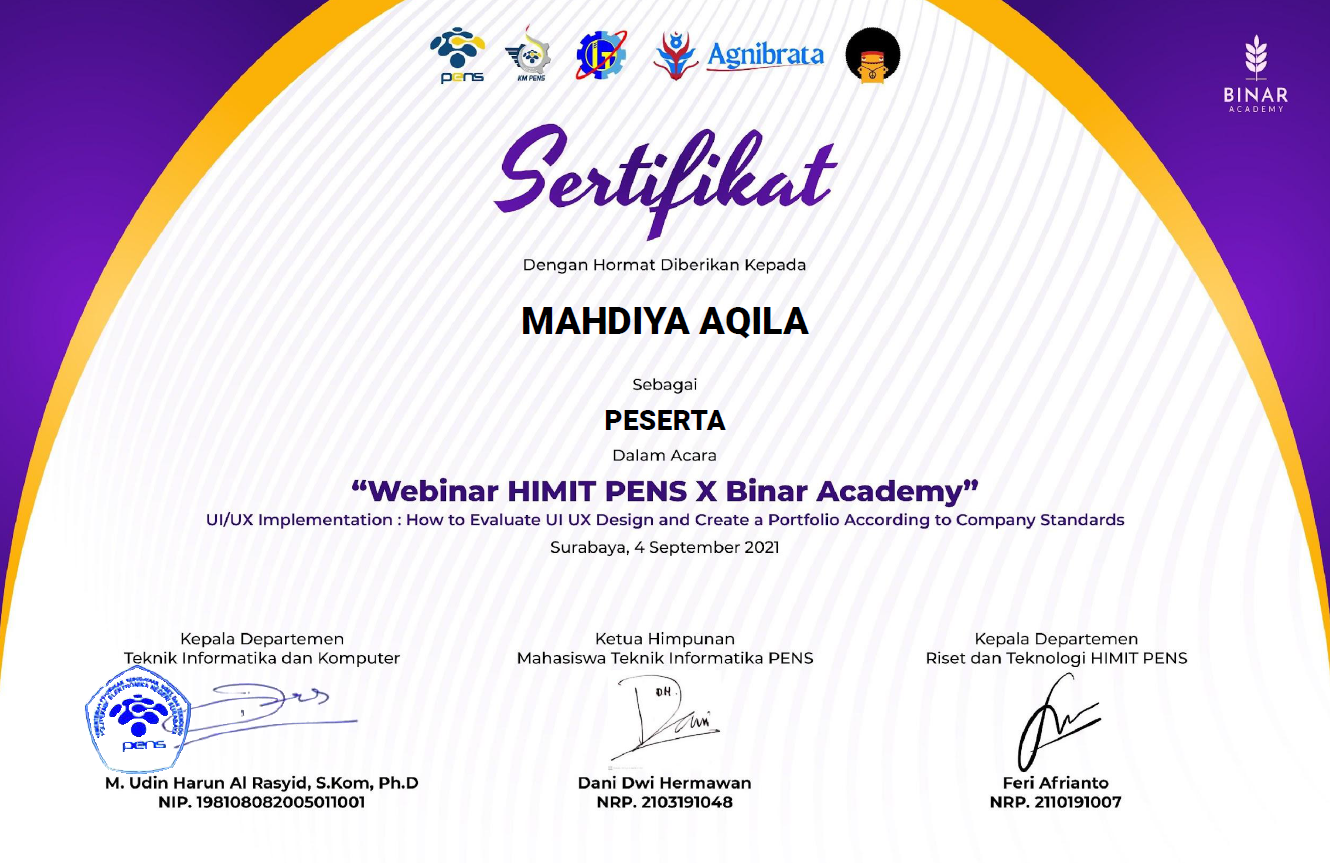 pens
KM PENS
Agnibrata
BINAR
ACADEMY
Sertifikat
Dengan Hormat Diberikan Kepada
MAHDIYA AQILA
Sebagai
PESERTA
Dalam Acara
“Webinar HIMIT PENS X Binar Academy”
UI/UX Implementation : How to Evaluate UI UX Design and Create a Portfolio According to Company Standards
Surabaya, 4 September 2021
Kepala Departemen
Teknik Informatika dan Komputer
pens
M. Udin Harun Al Rasyid, S.Kom, Ph.D
NIP. 198108082005011001
Ketua Himpunan
Mahasiswa Teknik Informatika PENS
DH.
Dani
Dani Dwi Hermawan
NRP. 2103191048
Kepala Departemen
Riset dan Teknologi HIMIT PENS
Feri Afrianto
NRP. 2110191007